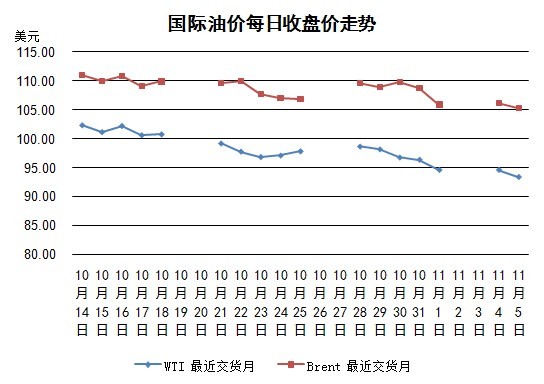 国际油价每日收盘价走势
美元
115.00
110.00
105.00
100.00
95.00
90.00
85.00
80.00
10月14日
10月15日
10月16日
10月17日
10月18日
10月19日
10月20日
10月21日
10月22日
10月23日
10月24日
10月25日
10月26日
10月27日
10月28日
10月29日
10月30日
10月31日
11月1日
11月2日
11月3日
11月4日
11月5日
WTI 最近交货月
Brent 最近交货月